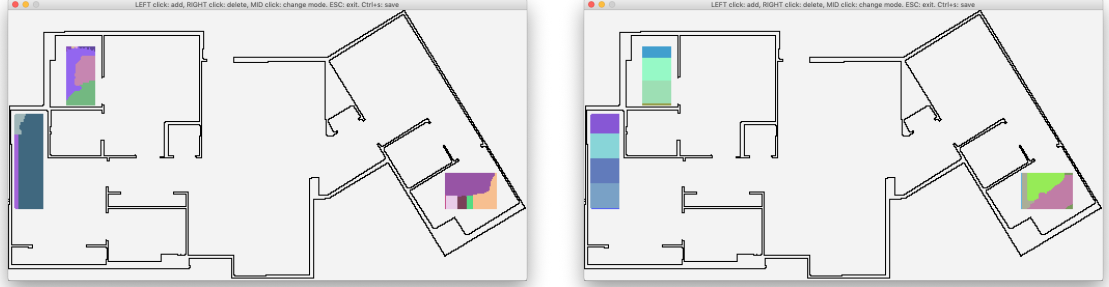 LEFT click: add, RIGHT click: delete, MID click: change mode. ESC: exit. Ctrl+s: save
LEFT click: add, RIGHT click: delete, MID click: change mode. ESC: exit. Ctrl+s: save